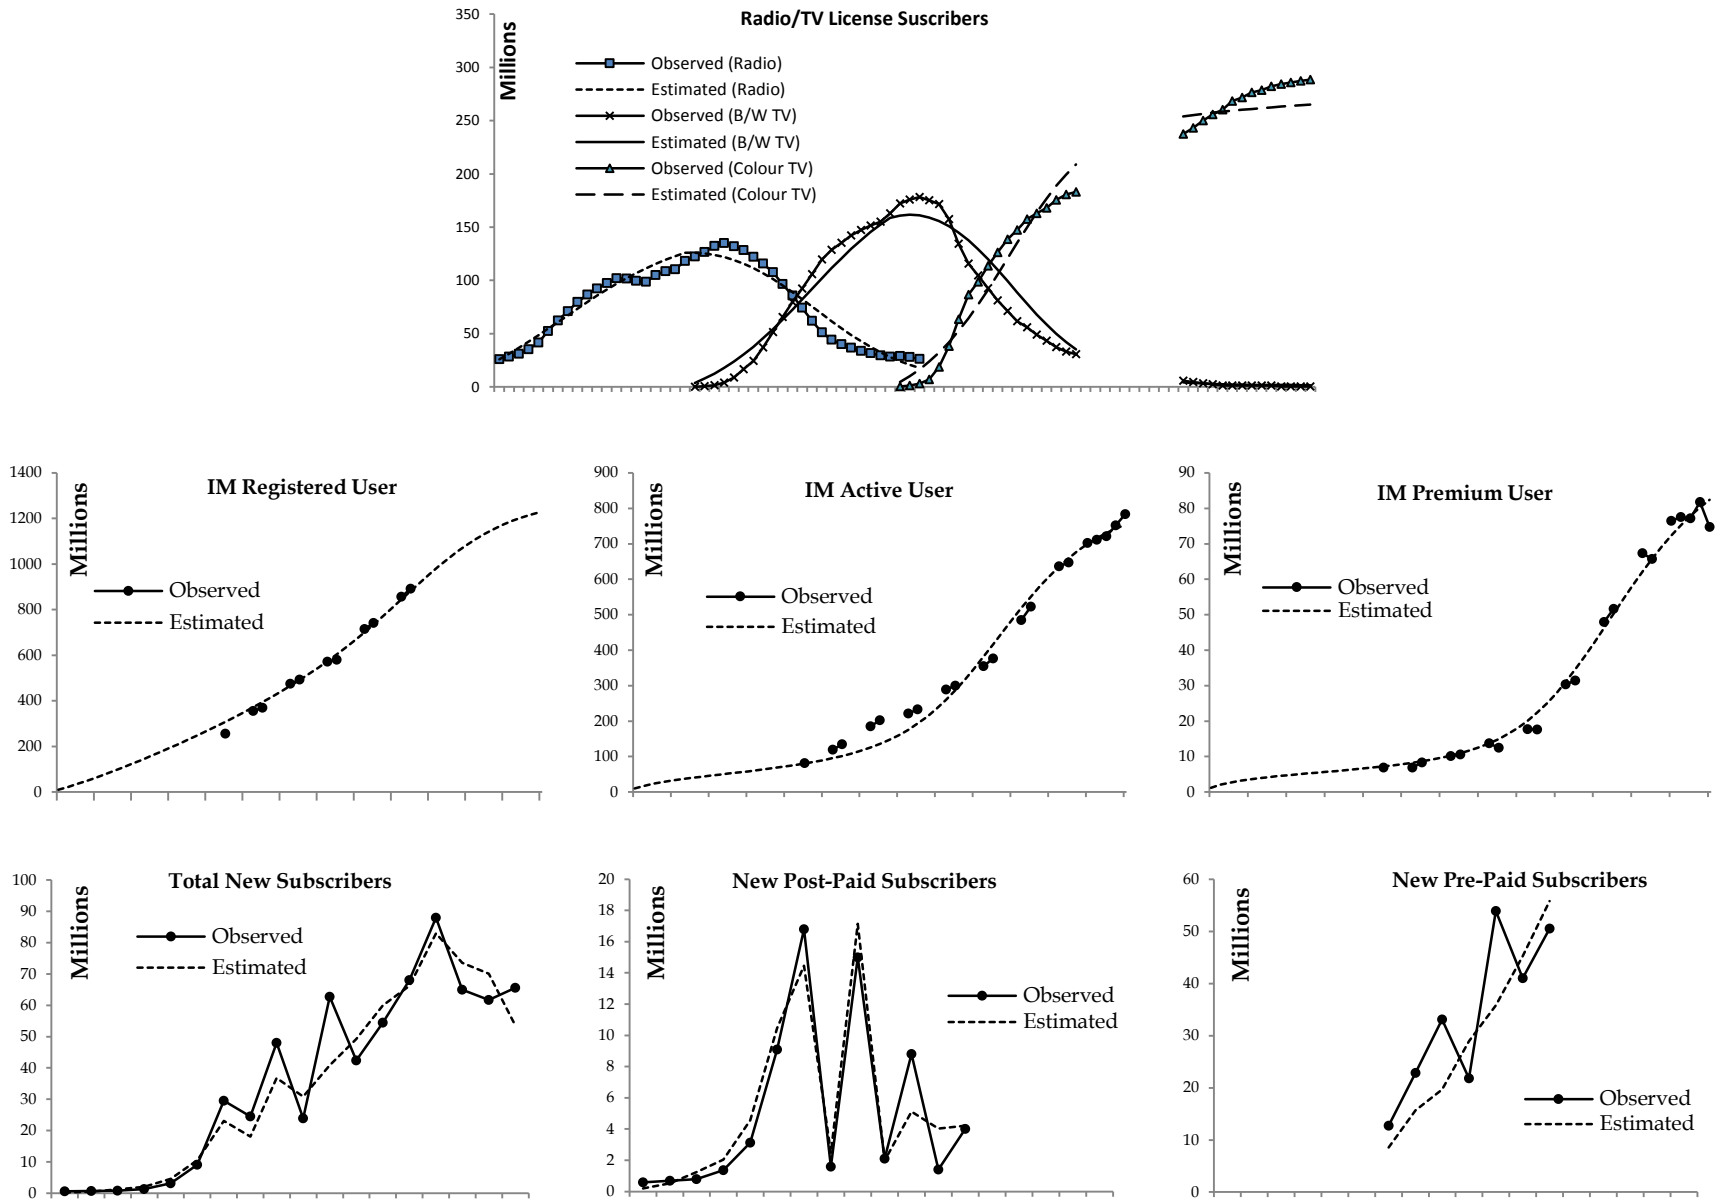 Radio/TV License Suscribers
Millions
350
300
250
200
150
100
50
0
Observed (Radio)
Estimated (Radio)
Observed (B/W TV)
Estimated (B/W TV)
Observed (Colour TV)
Estimated (Colour TV)
IM Registered User
Millions
1400
1200
1000
800
600
400
200
0
Observed
Estimated
IM Active User
Millions
900
800
700
600
500
400
300
200
100
0
Observed
Estimated
IM Premium User
Millions
90
80
70
60
50
40
30
20
10
0
Observed
Estimated
Total New Subscribers
Millions
100
90
80
70
60
50
40
30
20
10
0
Observed
Estimated
New Post-Paid Subscribers
Millions
20
18
16
14
12
10
8
6
4
2
0
Observed
Estimated
New Pre-Paid Subscribers
Millions
60
50
40
30
20
10
0
Observed
Estimated